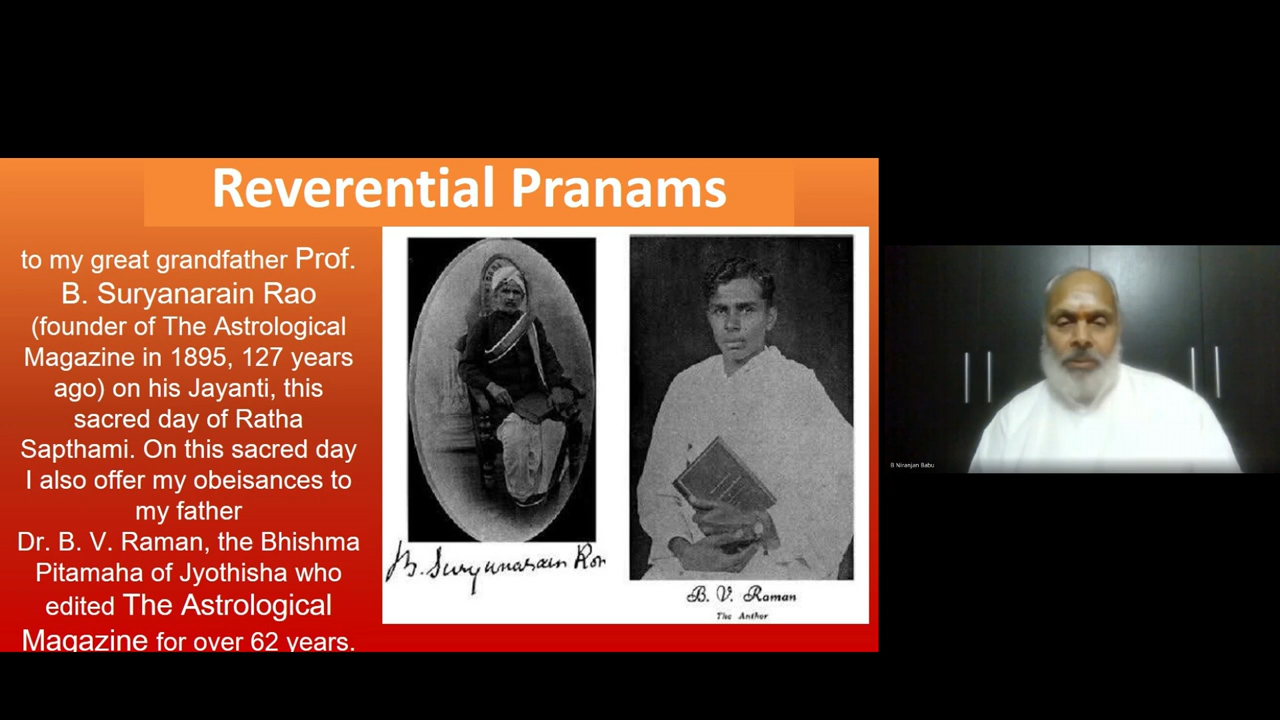 Reverential Pranams
to my great grandfather Prof.
B. Suryanarain Rao
(founder of The Astrological
Magazine in 1895, 127 years
ago) on his Jayanti, this
sacred day of Ratha
Sapthami. On this sacred day
I also offer my obeisances to
my father
Dr. B. V. Raman, the Bhishma
Pitamaha of Jyothisha who
edited The Astrological
Magazine for over 62 years.
B. Suryanarain Rao
B. V. Raman
The Author
B Niranjan Babu